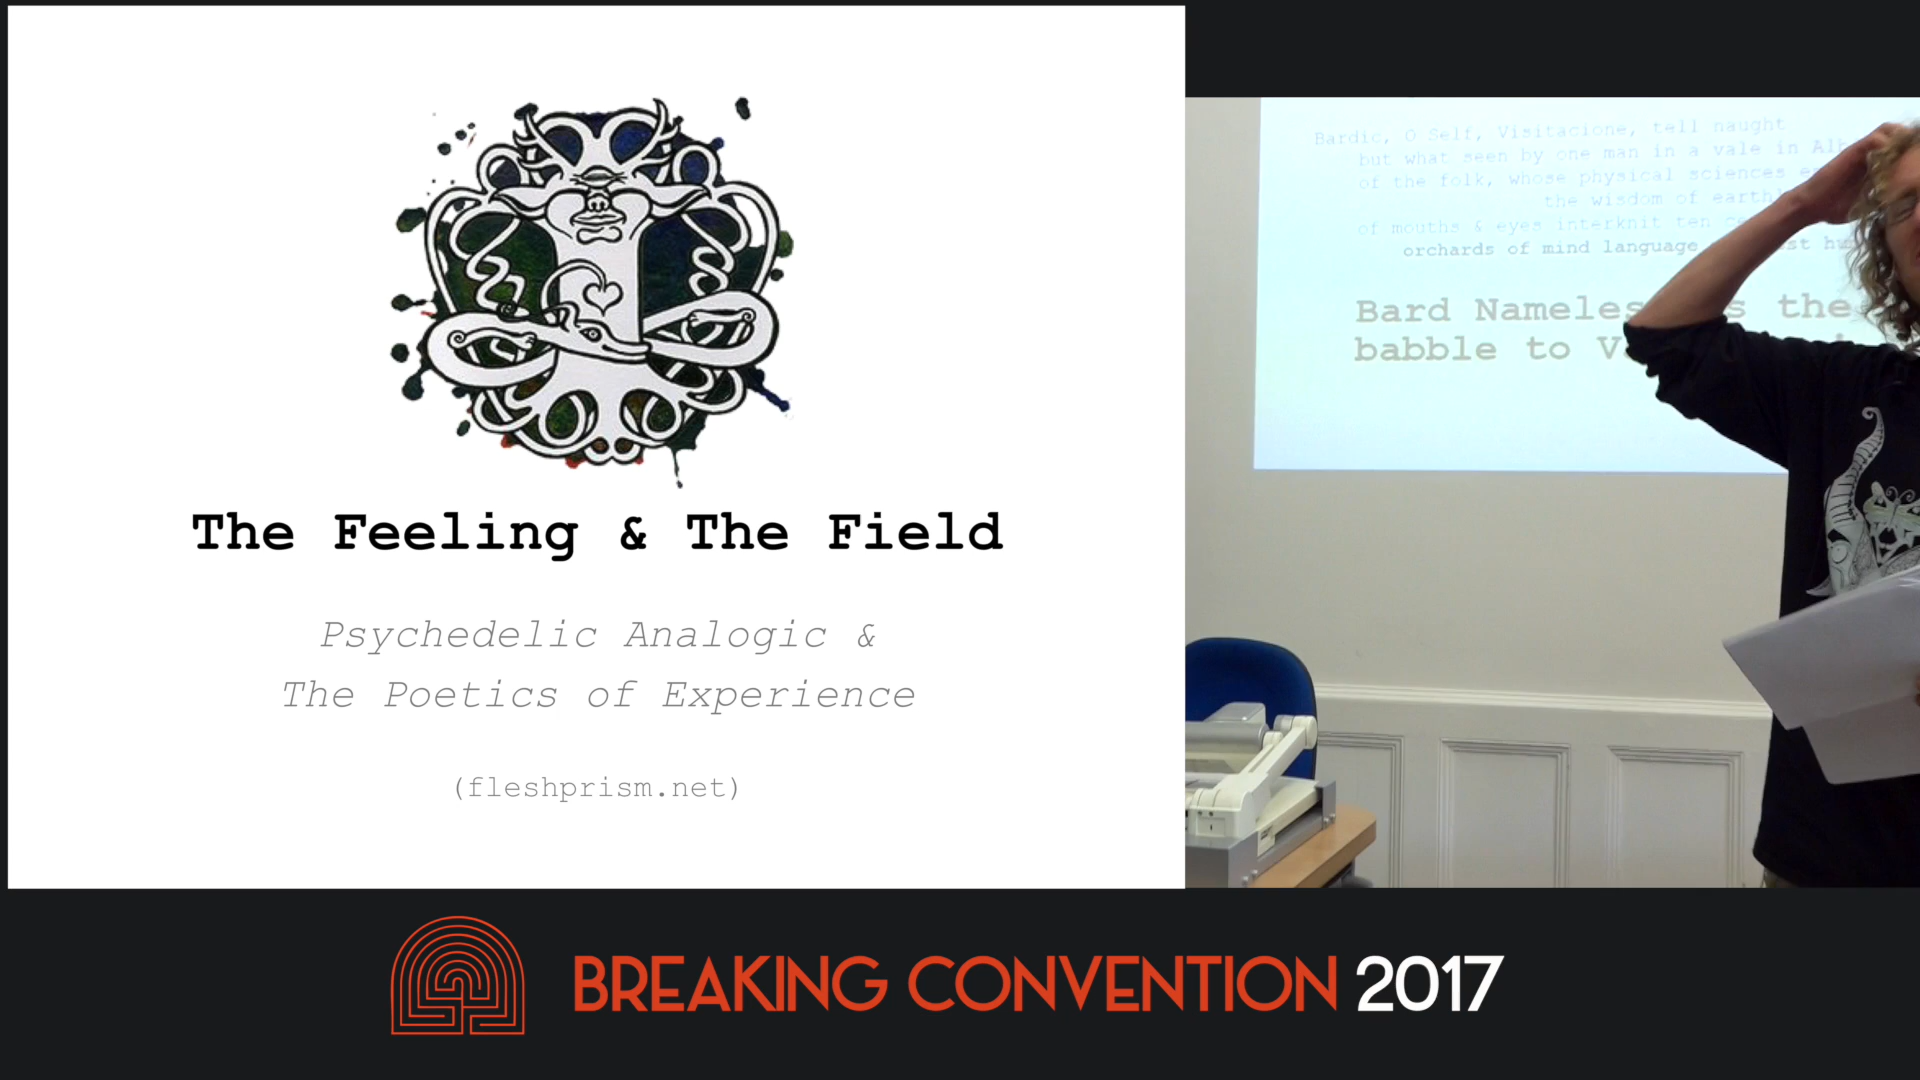 The Feeling & The Field
Psychedelic Analogic &
The Poetics of Experience
(fleshprism.net)
Bardic, O Self, Visitacione, tell naught
but what seen by one man in a vale in
of the folk, whose physical sciences
the wisdom of earth
of mouths & eyes interknit ten
orchards of mind language
Bard Nameless the
babble to
BREAKING CONVENTION 2017